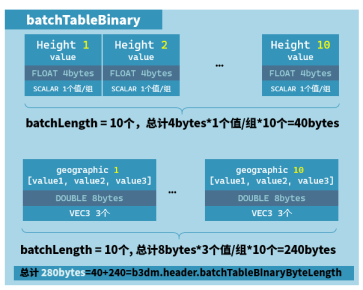 batchTableBinary
Height 1 Height 2 Height 10
value value ... value
FLOAT 4bytes FLOAT 4bytes FLOAT 4bytes
SCALAR 1个值/组 SCALAR 1个值/组 SCALAR 1个值/组
batchLength = 10个，总计4bytes*1个值/组*10个=40bytes
geographic 1 geographic 10
[value1, value2, value3] ... [value1, value2, value3]
DOUBLE 8bytes DOUBLE 8bytes
VEC3 3个 VEC3 3个
batchLength = 10个, 总计8bytes*3个值/组*10个=240bytes
总计 280bytes=40+240=b3dm.header.batchTableBinaryByteLength